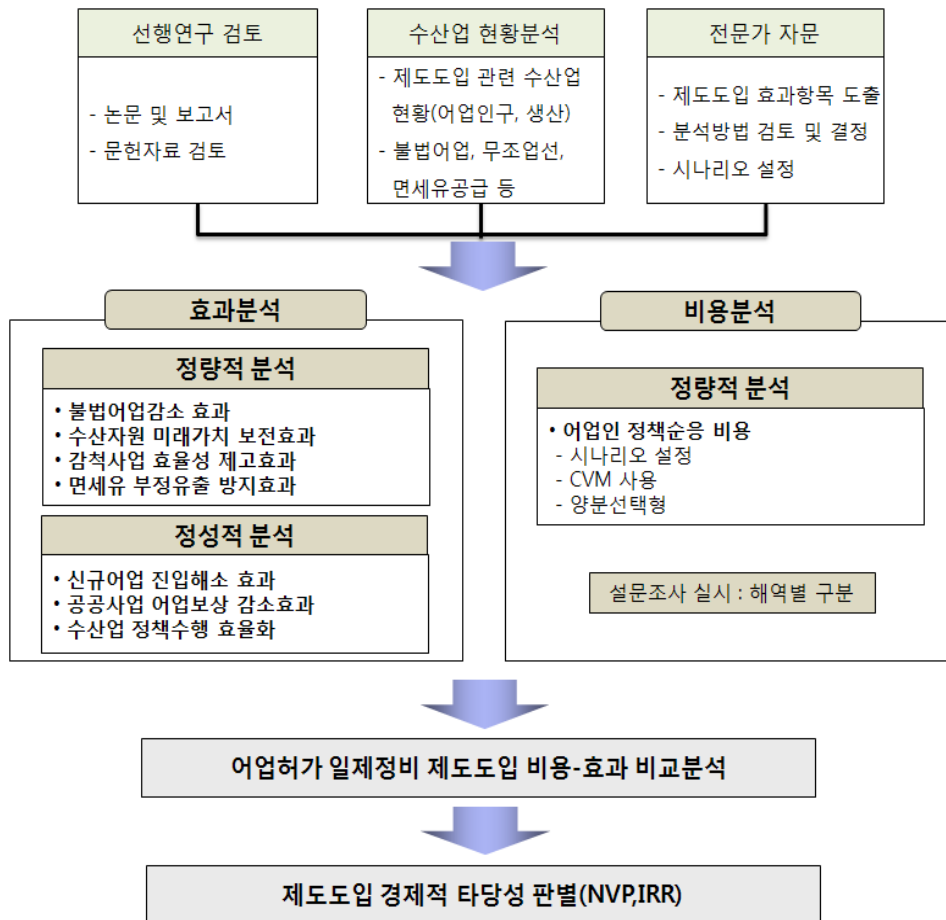 선행연구 검토
- 논문 및 보고서
- 문헌자료 검토
수산업 현황분석
- 제도도입 관련 수산업
현황(어업인구, 생산)
- 불법어업, 무조업선,
면세유공급 등
전문가 자문
- 제도도입 효과항목 도출
- 분석방법 검토 및 결정
- 시나리오 설정
효과분석
정량적 분석
• 불법어업감소 효과
• 수산자원 미래가치 보전효과
• 감척사업 효율성 제고효과
• 면세유 부정유출 방지효과
정성적 분석
• 신규어업 진입해소 효과
• 공공사업 어업보상 감소효과
• 수산업 정책수행 효율화
비용분석
정량적 분석
• 어업인 정책순응 비용
- 시나리오 설정
- CVM 사용
- 양분선택형
설문조사 실시 : 해역별 구분
어업허가 일제정비 제도도입 비용-효과 비교분석
제도도입 경제적 타당성 판별(NVP,IRR)